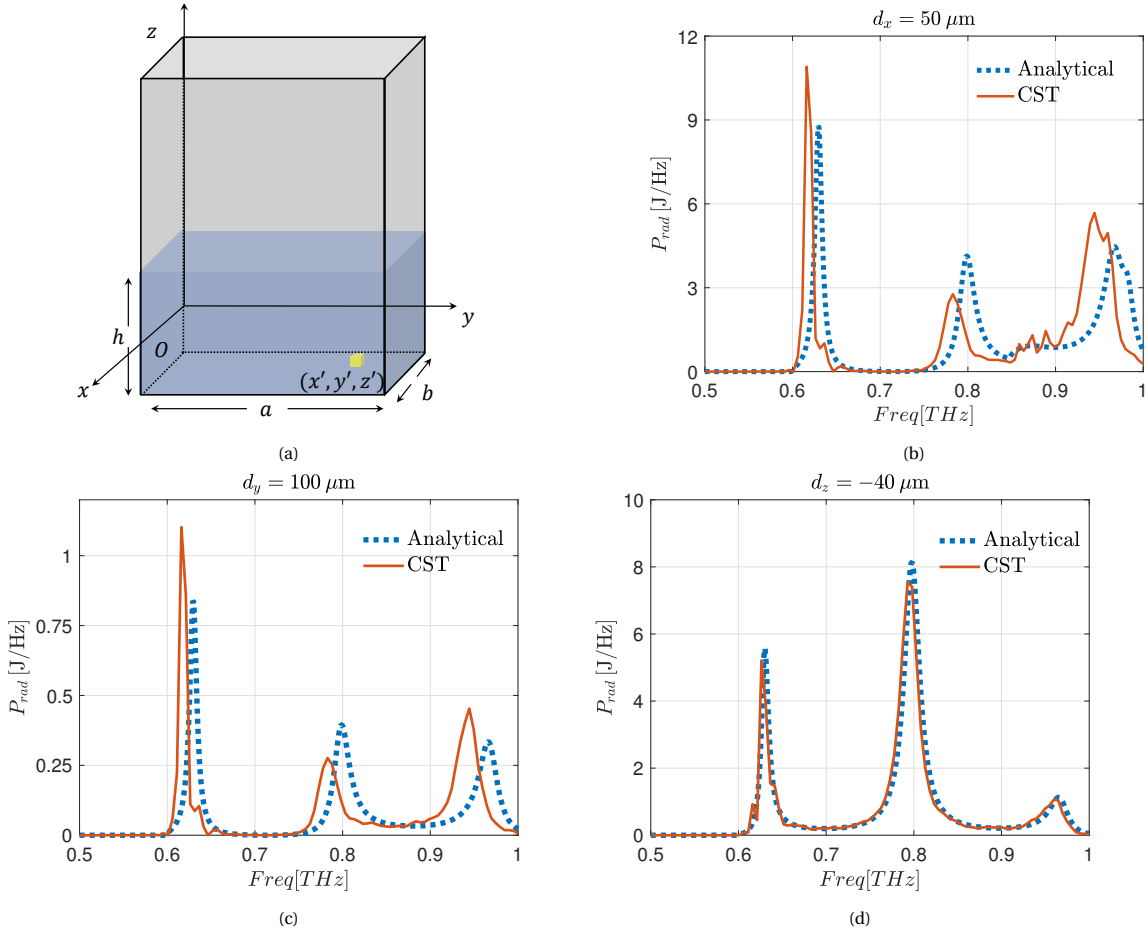 z
y
x
O
h
(x′, y′, z′)
a
b
(a)
d_x = 50 μm
12
9
6
3
0
P_rad [J/Hz]
Analytical
CST
0.5 0.6 0.7 0.8 0.9 1
Freq[THz]
(b)
d_y = 100 μm
1
0.75
0.5
0.25
0
P_rad [J/Hz]
Analytical
CST
0.5 0.6 0.7 0.8 0.9 1
Freq[THz]
(c)
d_z = −40 μm
10
8
6
4
2
0
P_rad [J/Hz]
Analytical
CST
0.5 0.6 0.7 0.8 0.9 1
Freq[THz]
(d)